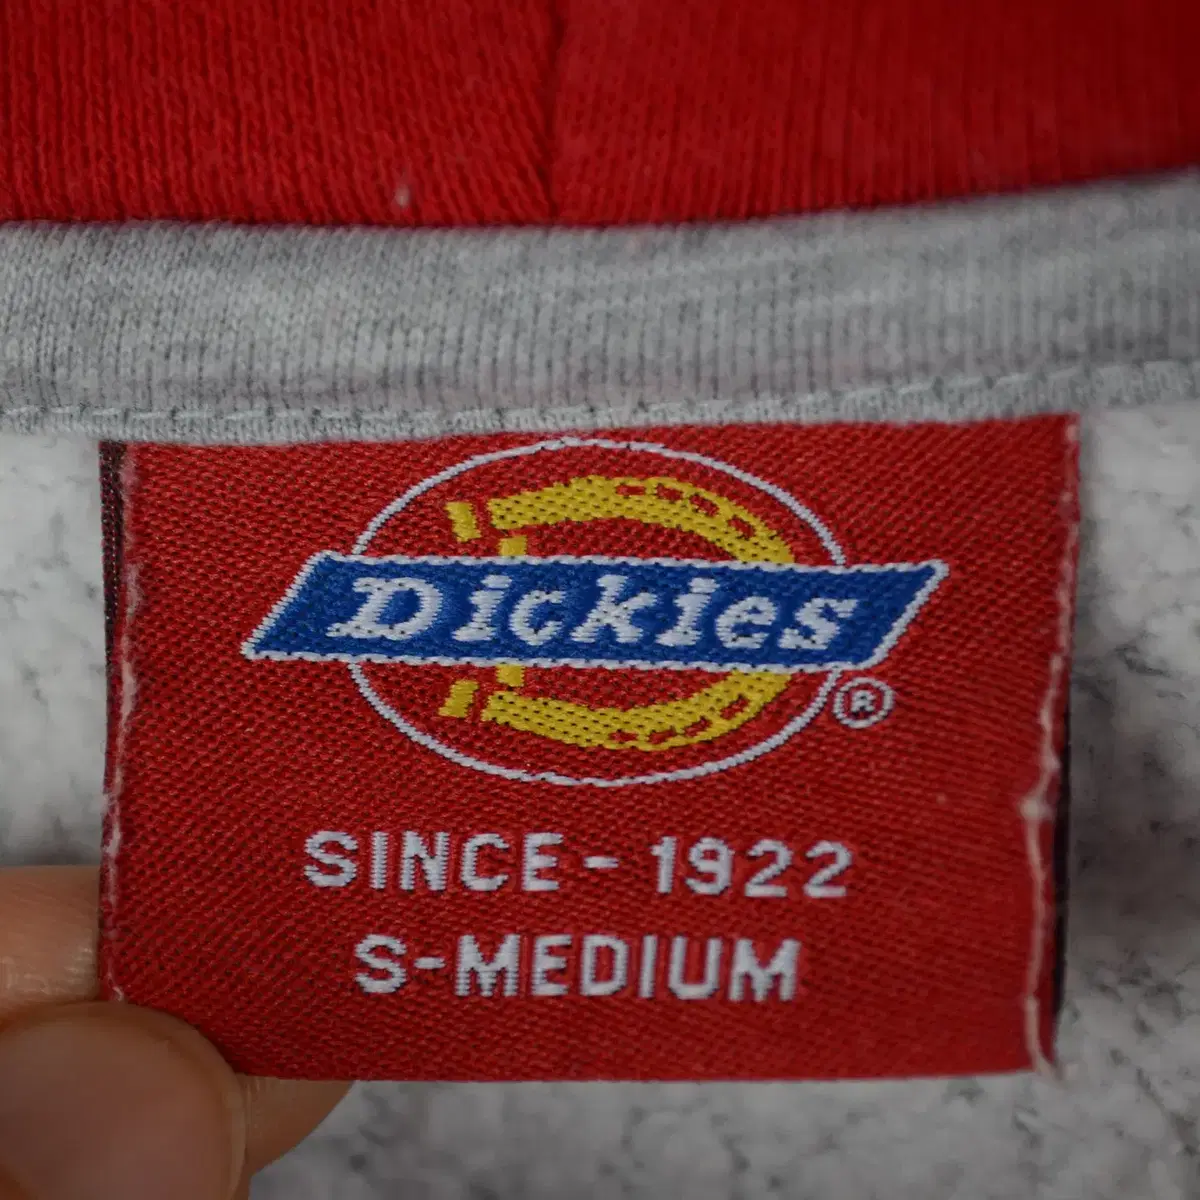 Dickies
®
SINCE - 1922
S-MEDIUM